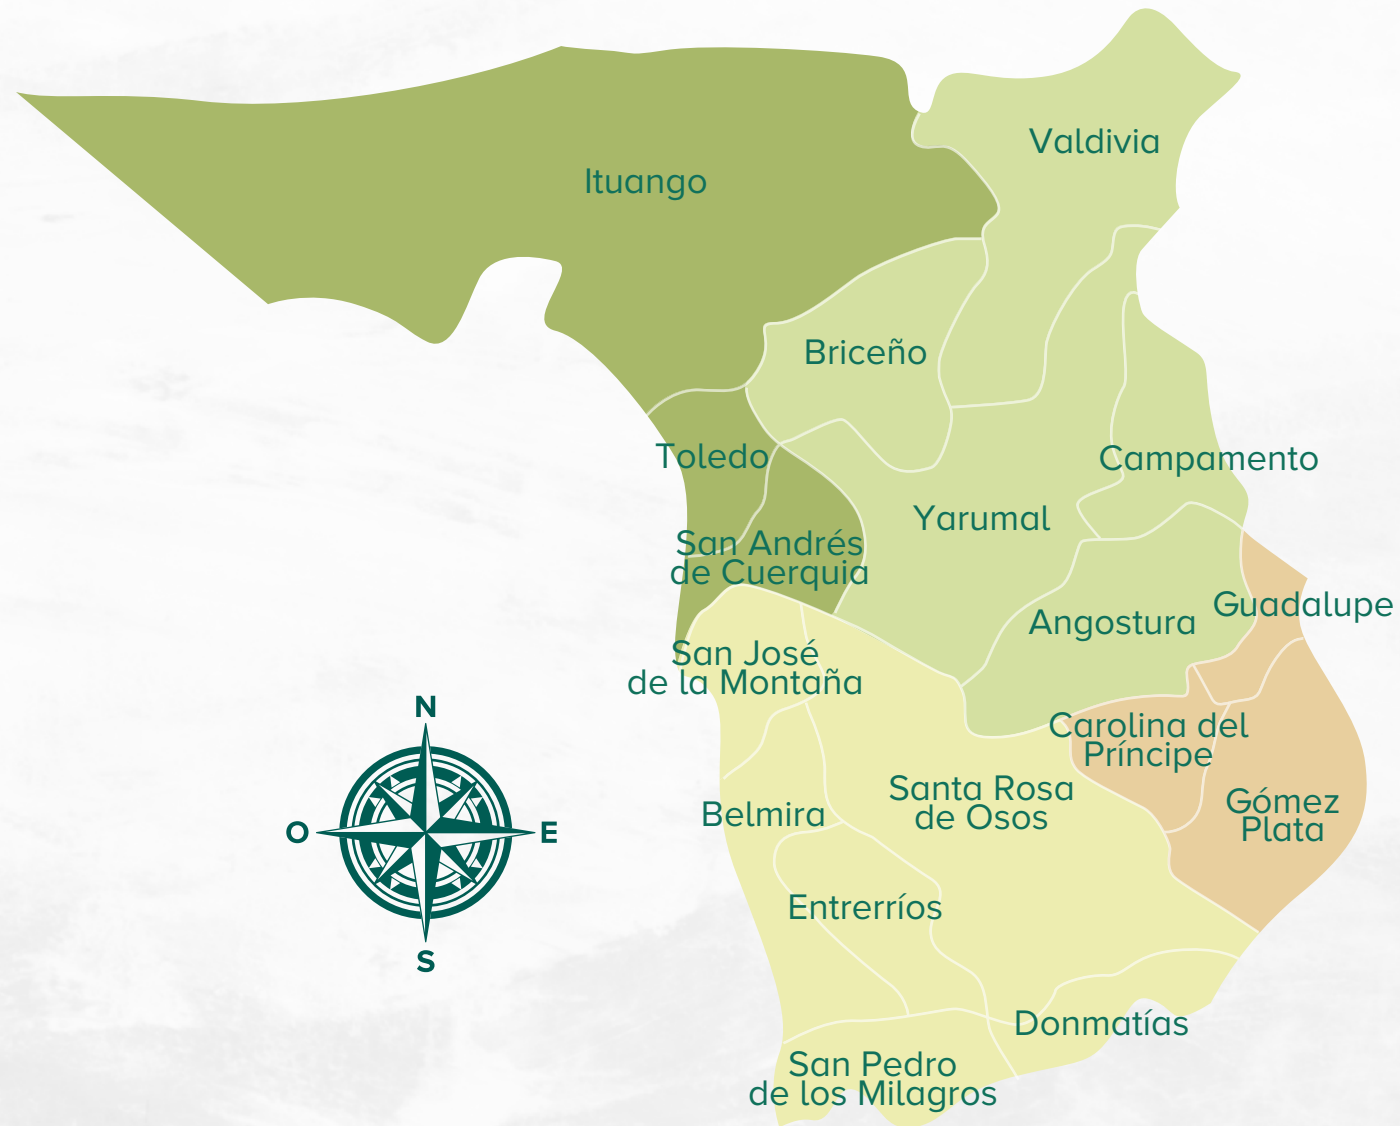 Valdivia
Ituango
Briceño
Toledo
Campamento
Yarumal
San Andrés
de Cuerquia
Guadalupe
Angostura
San José
de la Montaña
N
Carolina del
Príncipe
Santa Rosa
de Osos
Gómez
Plata
Belmira
O
E
Entrerríos
S
Donmatías
San Pedro
de los Milagros